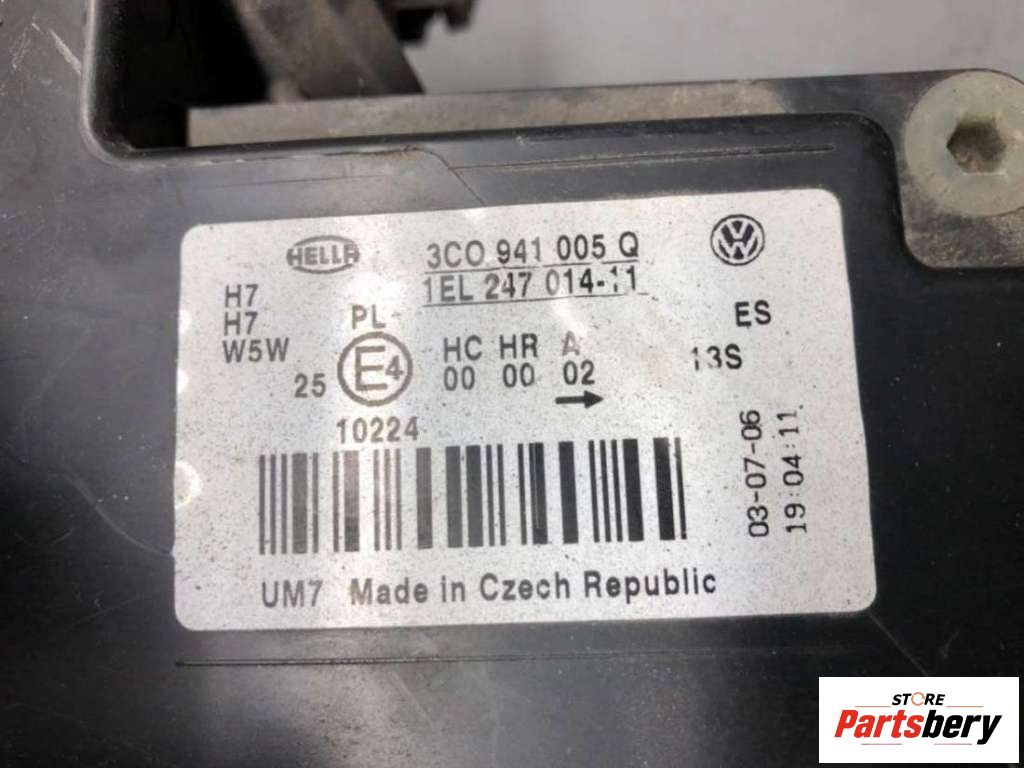 HELLA
3C0 941 005 Q
1EL 247 014-11
H7
H7
W5W
PL
ES
25 E4
HC HR A
00 00 02
13S
10224
03-07-06
19:04:11
UM7 Made in Czech Republic
STORE
Partsbery